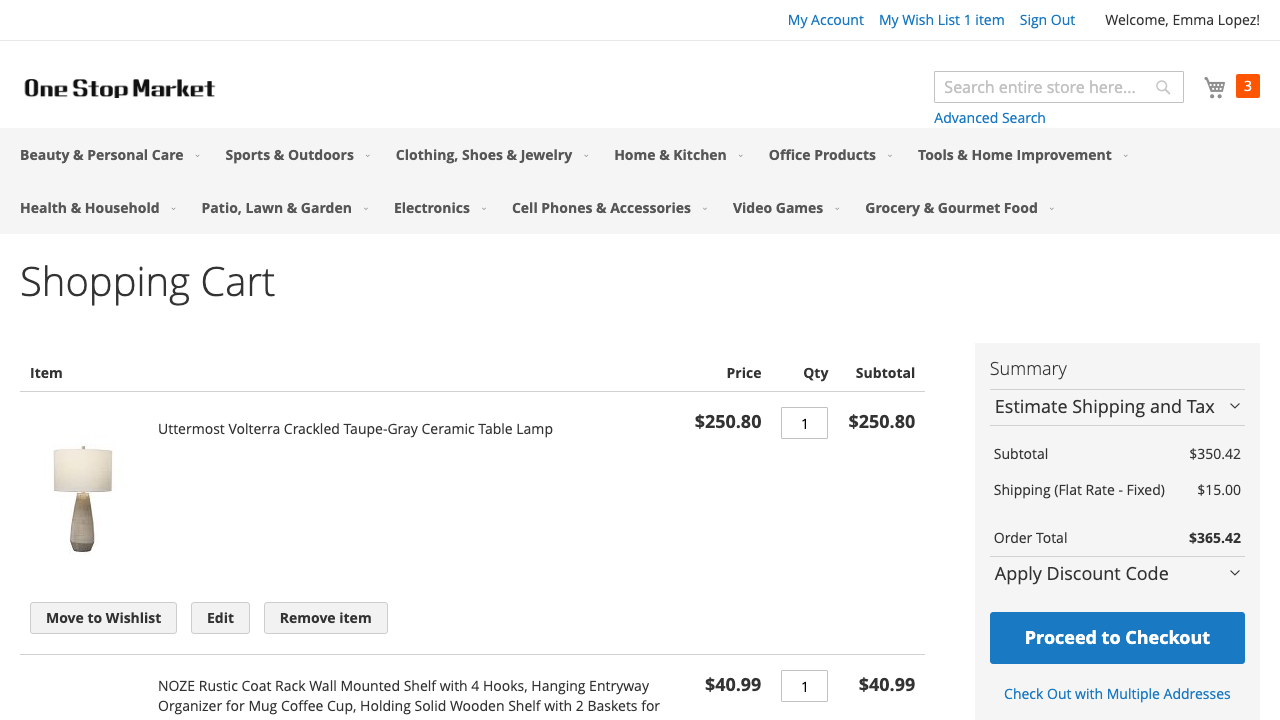 My Account My Wish List 1 item Sign Out Welcome, Emma Lopez!
One Stop Market
Search entire store here...
3
Advanced Search
Beauty & Personal Care Sports & Outdoors Clothing, Shoes & Jewelry Home & Kitchen Office Products Tools & Home Improvement
Health & Household Patio, Lawn & Garden Electronics Cell Phones & Accessories Video Games Grocery & Gourmet Food
Shopping Cart
Item Price Qty Subtotal
Uttermost Volterra Crackled Taupe-Gray Ceramic Table Lamp
$250.80 1 $250.80
Move to Wishlist Edit Remove item
NOZE Rustic Coat Rack Wall Mounted Shelf with 4 Hooks, Hanging Entryway
Organizer for Mug Coffee Cup, Holding Solid Wooden Shelf with 2 Baskets for
$40.99 1 $40.99
Summary
Estimate Shipping and Tax
Subtotal $350.42
Shipping (Flat Rate - Fixed) $15.00
Order Total $365.42
Apply Discount Code
Proceed to Checkout
Check Out with Multiple Addresses